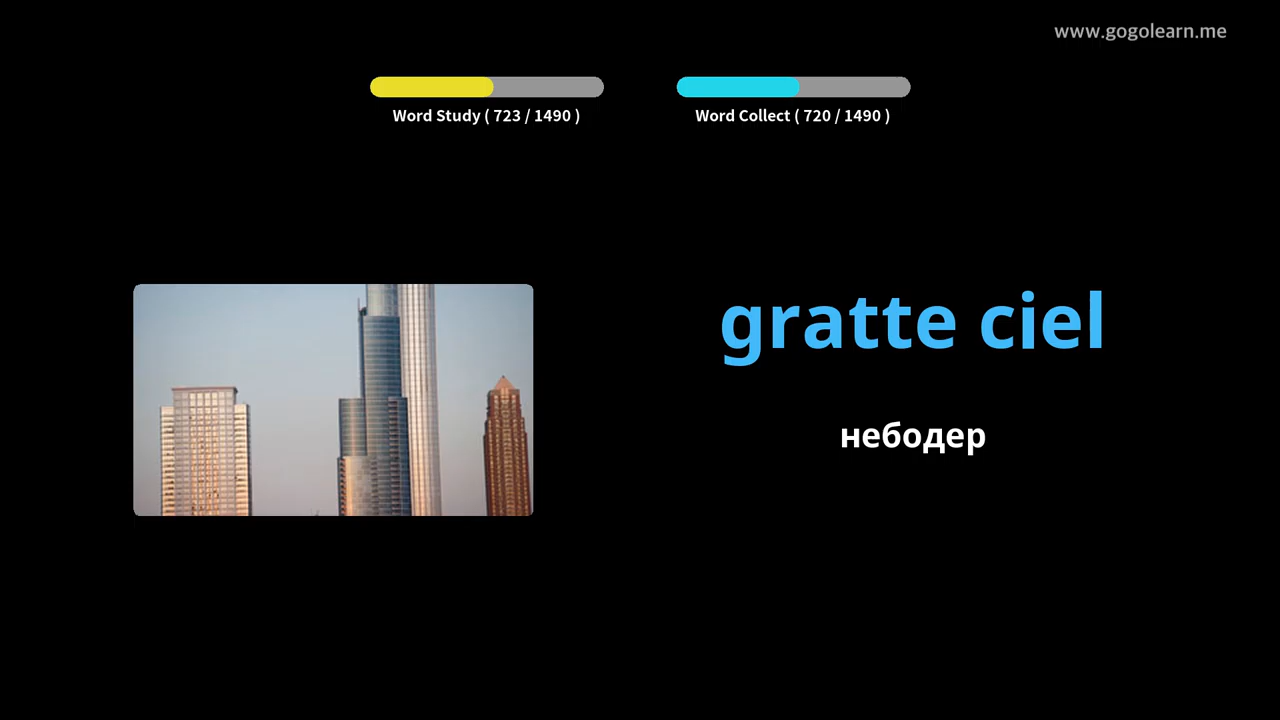 www.gogolearn.me
Word Study ( 723 / 1490 )
Word Collect ( 720 / 1490 )
gratte ciel
небодер